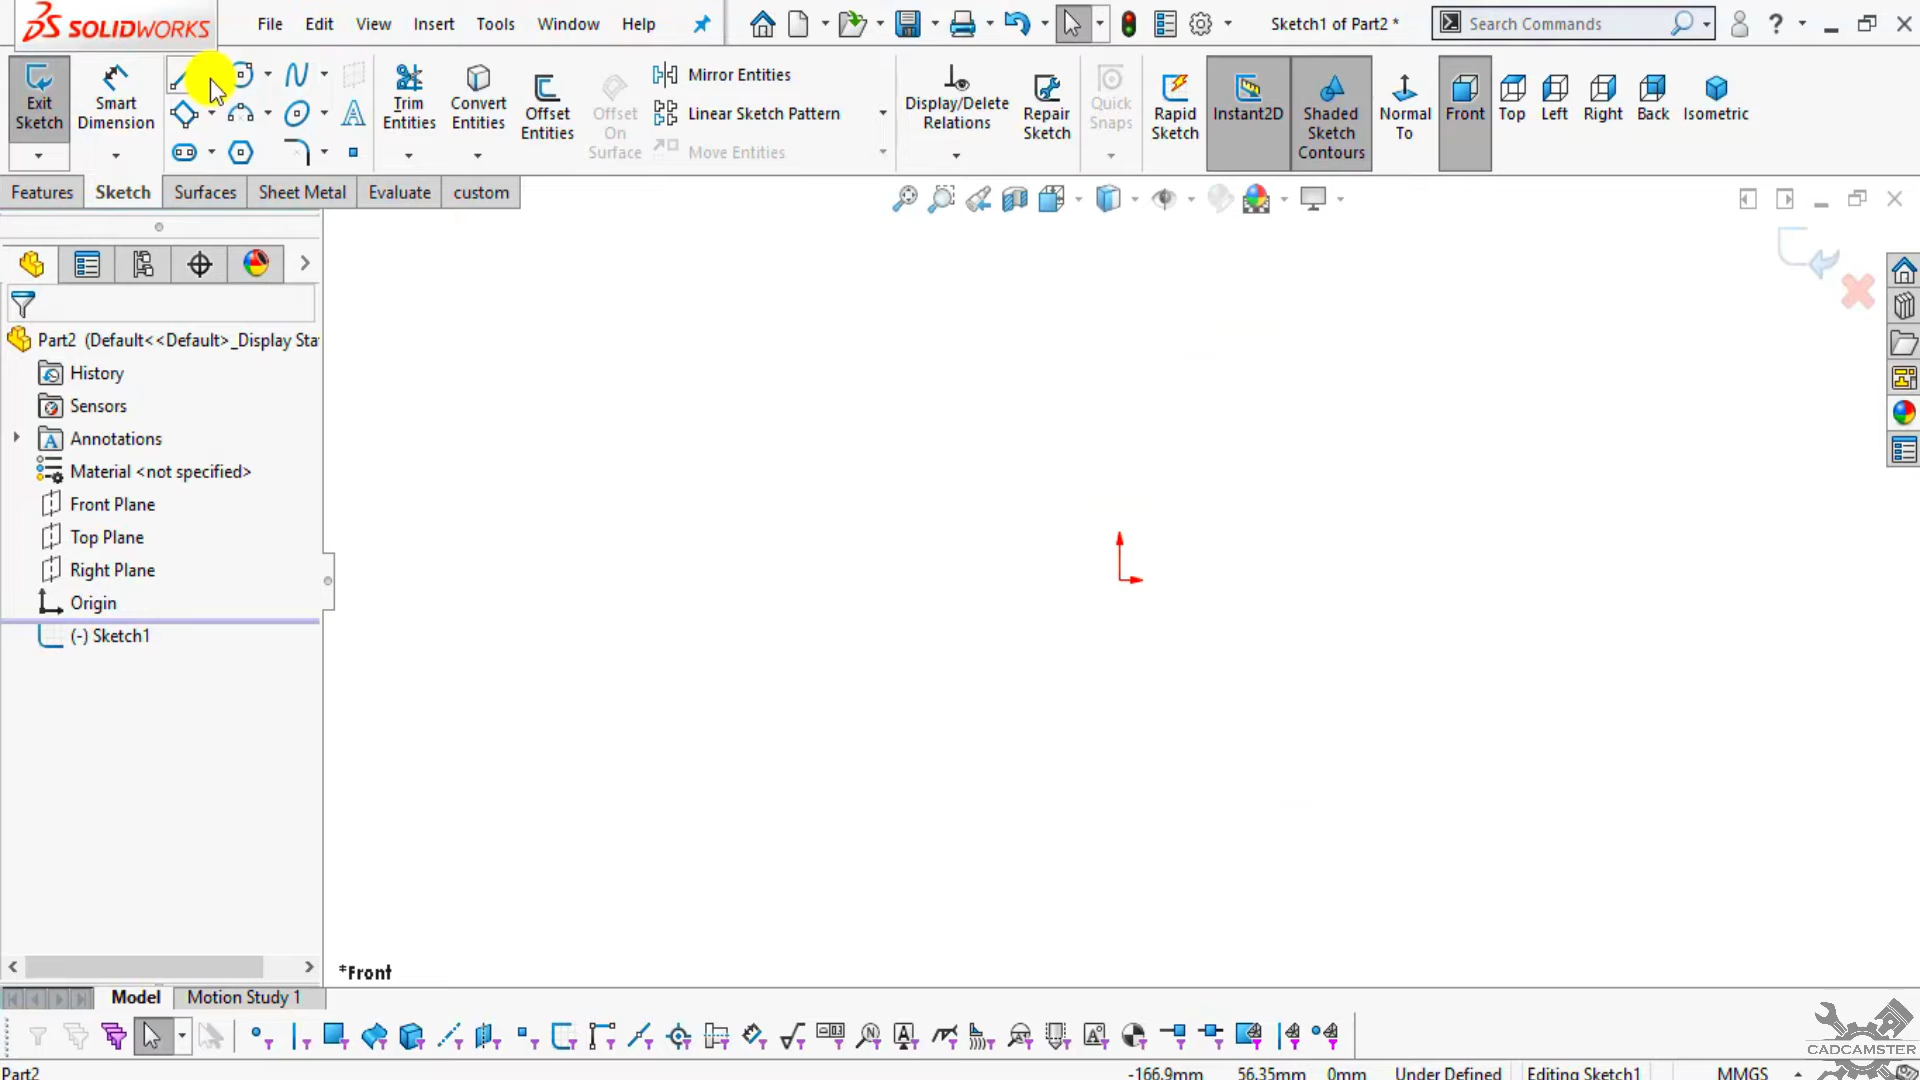 SOLIDWORKS
File
Edit
View
Insert
Tools
Window
Help
Sketch1 of Part2 *
Search Commands
?
Exit
Sketch
Smart
Dimension
Trim
Entities
Convert
Entities
Offset
Entities
Offset
On
Surface
Mirror Entities
Linear Sketch Pattern
Move Entities
Display/Delete
Relations
Repair
Sketch
Quick
Snaps
Rapid
Sketch
Instant2D
Shaded
Sketch
Contours
Normal
To
Front
Top
Left
Right
Back
Isometric
Features
Sketch
Surfaces
Sheet Metal
Evaluate
custom
Part2 (Default<<Default>_Display Sta
History
Sensors
Annotations
Material <not specified>
Front Plane
Top Plane
Right Plane
Origin
(-) Sketch1
*Front
Model
Motion Study 1
CADCAMSTER
Part2
-166.9mm
56.35mm
0mm
Under Defined
Editing Sketch1
MMGS